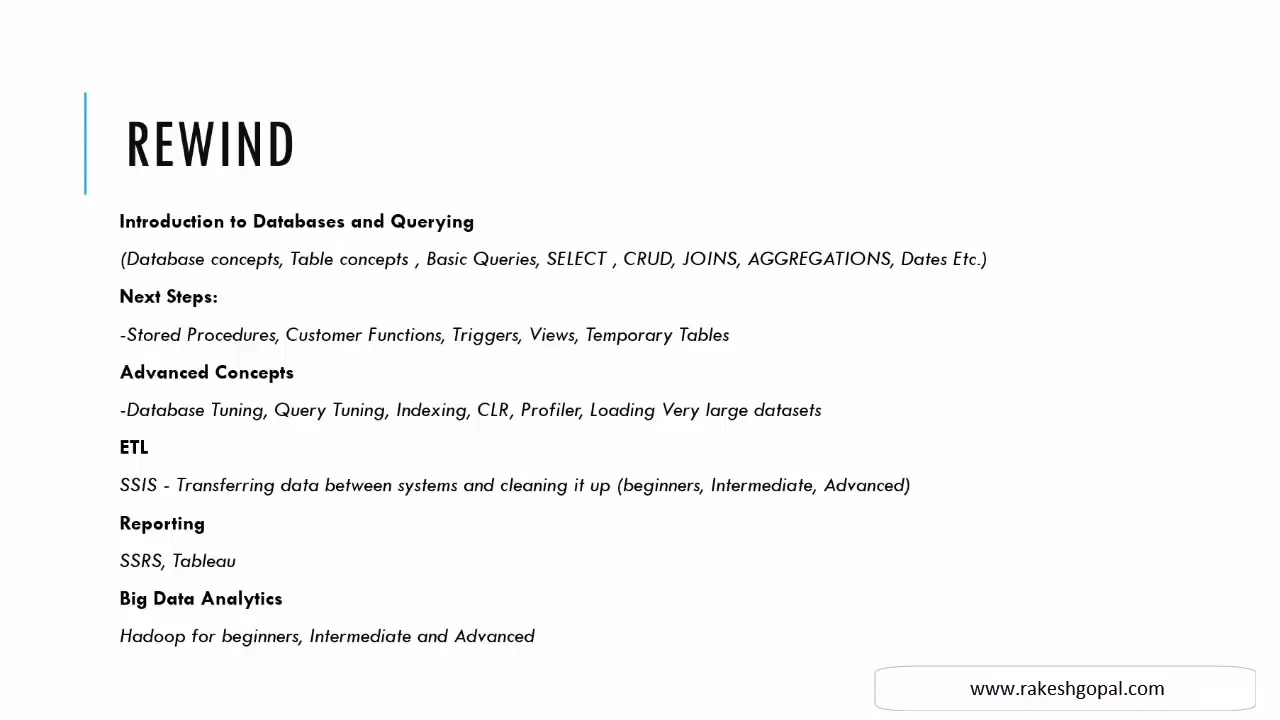 REWIND
Introduction to Databases and Querying
(Database concepts, Table concepts , Basic Queries, SELECT , CRUD, JOINS, AGGREGATIONS, Dates Etc.)
Next Steps:
-Stored Procedures, Customer Functions, Triggers, Views, Temporary Tables
Advanced Concepts
-Database Tuning, Query Tuning, Indexing, CLR, Profiler, Loading Very large datasets
ETL
SSIS - Transferring data between systems and cleaning it up (beginners, Intermediate, Advanced)
Reporting
SSRS, Tableau
Big Data Analytics
Hadoop for beginners, Intermediate and Advanced
www.rakeshgopal.com